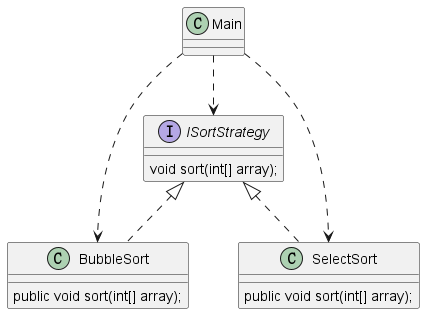 C Main
I ISortStrategy
void sort(int[] array);
C BubbleSort
public void sort(int[] array);
C SelectSort
public void sort(int[] array);